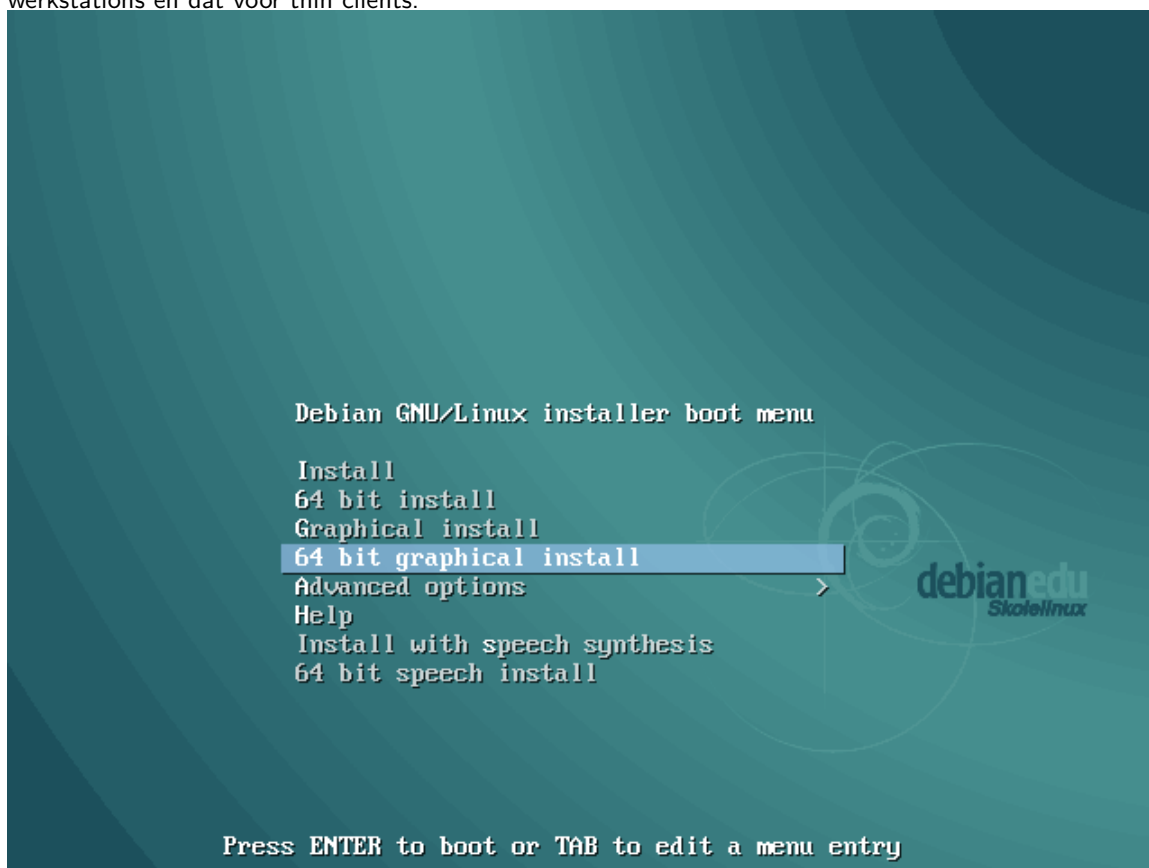 werkstations en dat voor thin clients.
Debian GNU/Linux installer boot menu
Install
64 bit install
Graphical install
64 bit graphical install
Advanced options >
Help
Install with speech synthesis
64 bit speech install
debianedu
Skolelinux
Press ENTER to boot or TAB to edit a menu entry